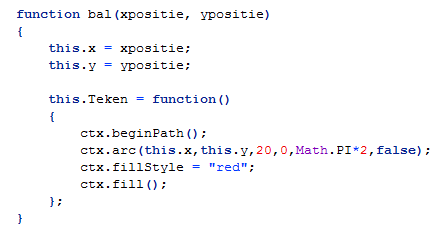 function bal(xpositie, ypositie)
{
    this.x = xpositie;
    this.y = ypositie;

    this.Teken = function()
    {
        ctx.beginPath();
        ctx.arc(this.x,this.y,20,0,Math.PI*2,false);
        ctx.fillStyle = "red";
        ctx.fill();
    };
}